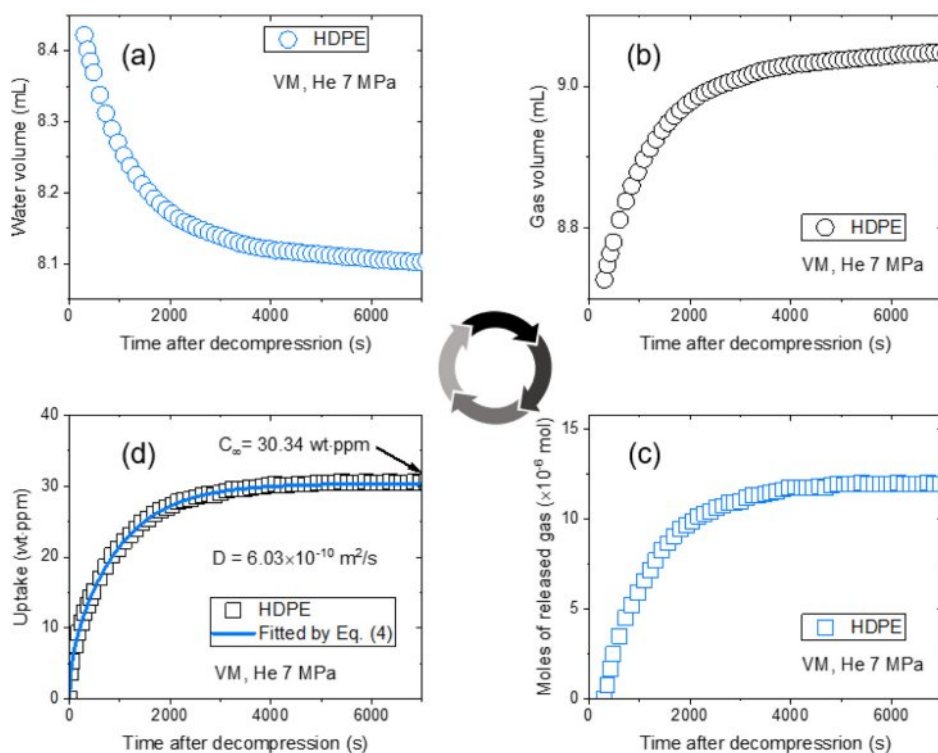 (a)
HDPE
VM, He 7 MPa
Water volume (mL)
8.4
8.3
8.2
8.1
0 2000 4000 6000
Time after decompressrion (s)
(b)
HDPE
VM, He 7 MPa
Gas volume (mL)
9.0
8.8
0 2000 4000 6000
Time after decompressrion (s)
(d)
C∞= 30.34 wt·ppm
D = 6.03×10⁻¹⁰ m²/s
HDPE
Fitted by Eq. (4)
VM, He 7 MPa
Uptake (wt·ppm)
40
30
20
10
0
0 2000 4000 6000
Time after decompression (s)
(c)
HDPE
VM, He 7 MPa
Moles of released gas (×10⁻⁶ mol)
15
10
5
0
0 2000 4000 6000
Time after decompression (s)